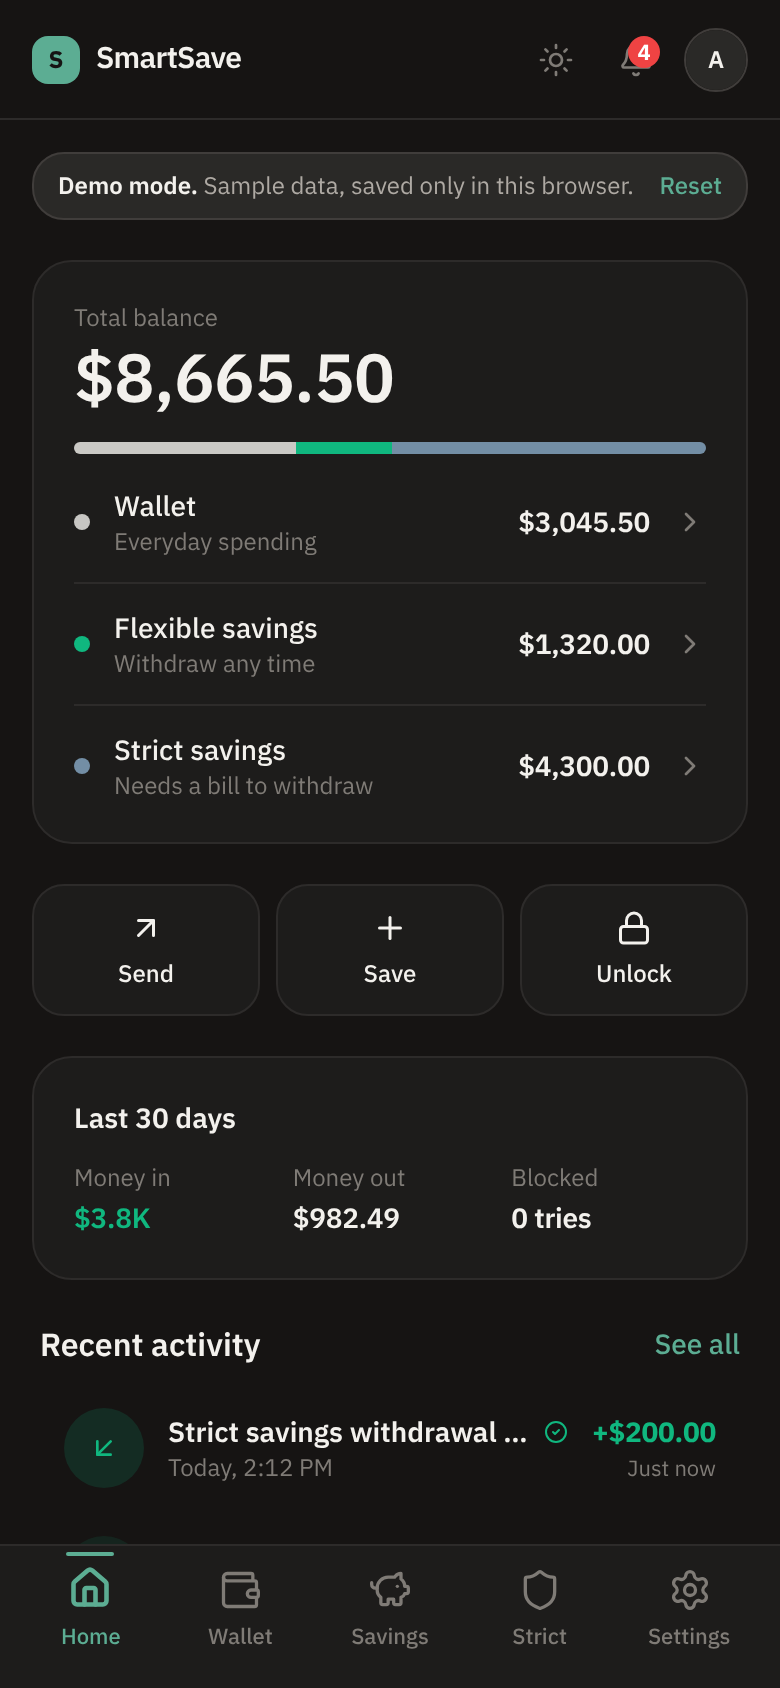 S SmartSave 4 A
Demo mode. Sample data, saved only in this browser. Reset
Total balance
$8,665.50
Wallet
Everyday spending
$3,045.50
Flexible savings
Withdraw any time
$1,320.00
Strict savings
Needs a bill to withdraw
$4,300.00
Send Save Unlock
Last 30 days
Money in Money out Blocked
$3.8K $982.49 0 tries
Recent activity See all
Strict savings withdrawal ... +$200.00
Today, 2:12 PM Just now
Home Wallet Savings Strict Settings